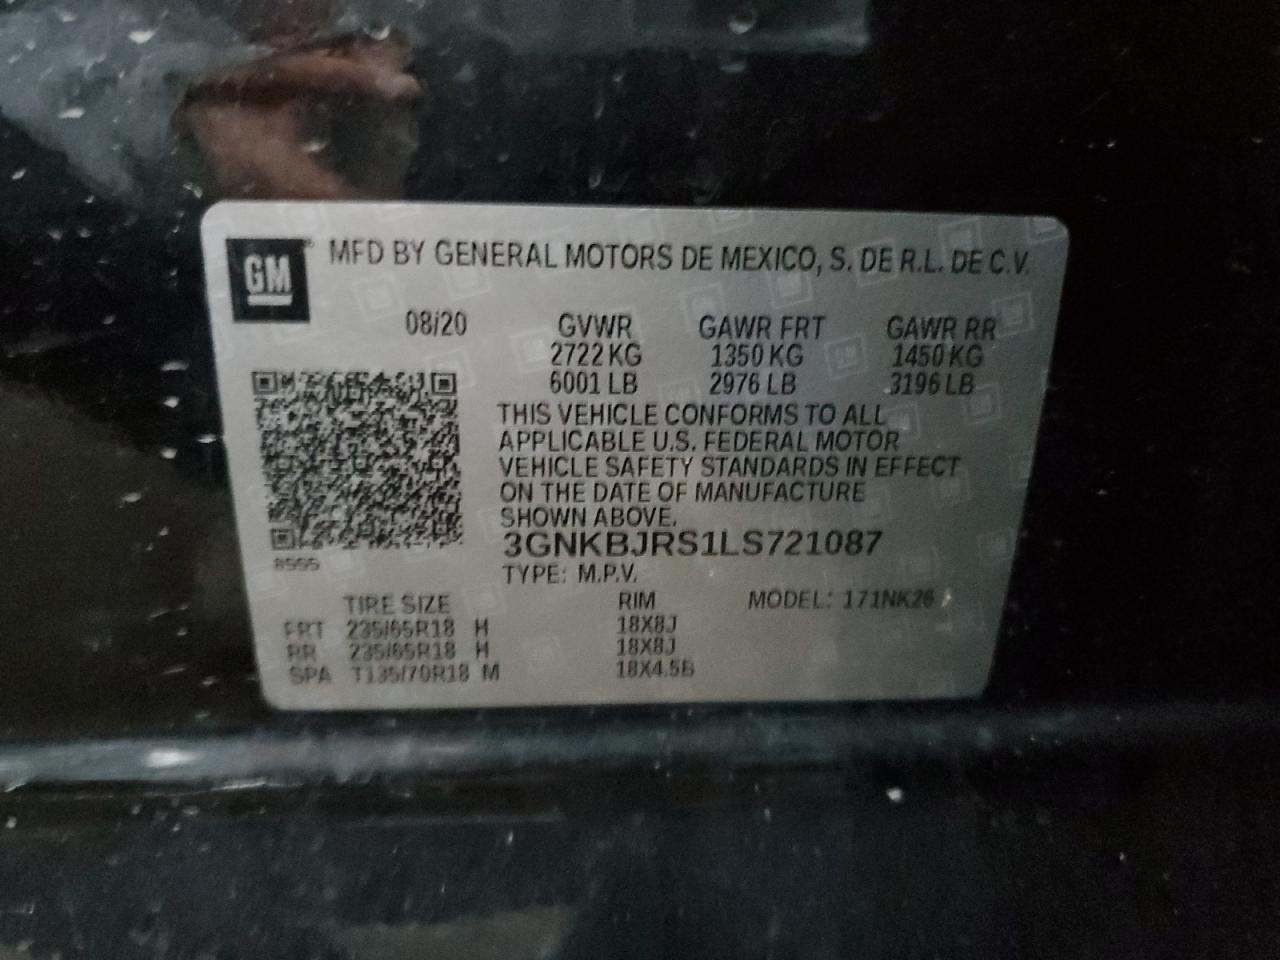 GM® MFD BY GENERAL MOTORS DE MEXICO, S. DE R.L. DE C.V.
08/20 GVWR GAWR FRT GAWR RR
2722 KG 1350 KG 1450 KG
6001 LB 2976 LB 3196 LB
THIS VEHICLE CONFORMS TO ALL
APPLICABLE U.S. FEDERAL MOTOR
VEHICLE SAFETY STANDARDS IN EFFECT
ON THE DATE OF MANUFACTURE
SHOWN ABOVE.
3GNKBJRS1LS721087
8555
TYPE: M.P.V.
TIRE SIZE RIM MODEL: 171NK26
FRT 235/65R18 H 18X8J
RR 235/65R18 H 18X8J
SPA T135/70R18 M 18X4.5B